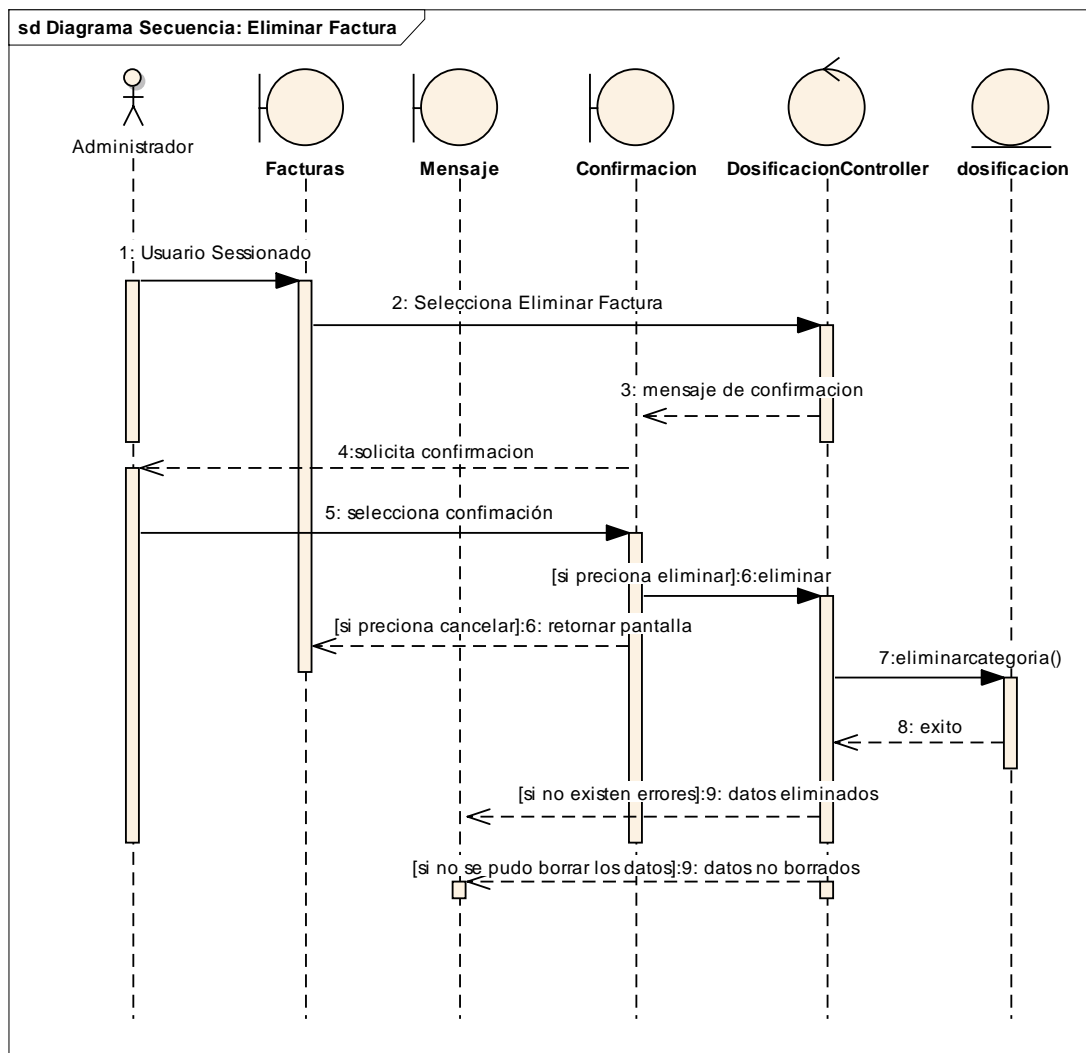 sd Diagrama Secuencia: Eliminar Factura
Administrador
Facturas
Mensaje
Confirmacion
DosificacionController
dosificacion
1: Usuario Sessionado
2: Selecciona Eliminar Factura
3: mensaje de confirmacion
4:solicita confirmacion
5: selecciona confimación
[si preciona eliminar]:6:eliminar
[si preciona cancelar]:6: retornar pantalla
7:eliminarcategoria()
8: exito
[si no existen errores]:9: datos eliminados
[si no se pudo borrar los datos]:9: datos no borrados